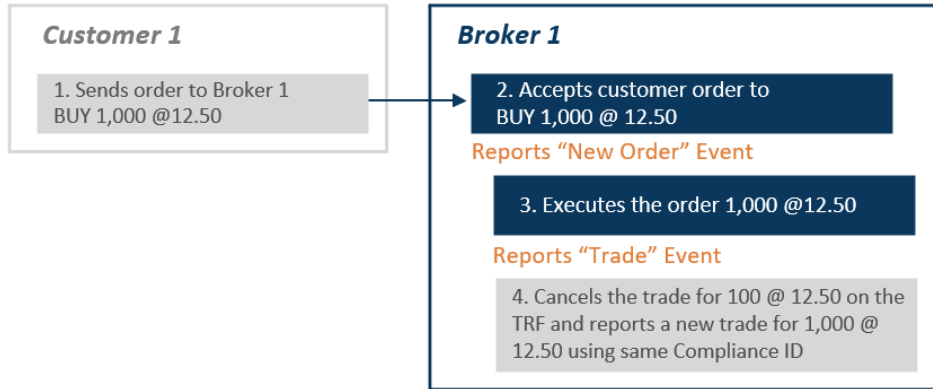 Customer 1
1. Sends order to Broker 1
BUY 1,000 @12.50
Broker 1
2. Accepts customer order to
BUY 1,000 @ 12.50
Reports “New Order” Event
3. Executes the order 1,000 @12.50
Reports “Trade” Event
4. Cancels the trade for 100 @ 12.50 on the
TRF and reports a new trade for 1,000 @
12.50 using same Compliance ID